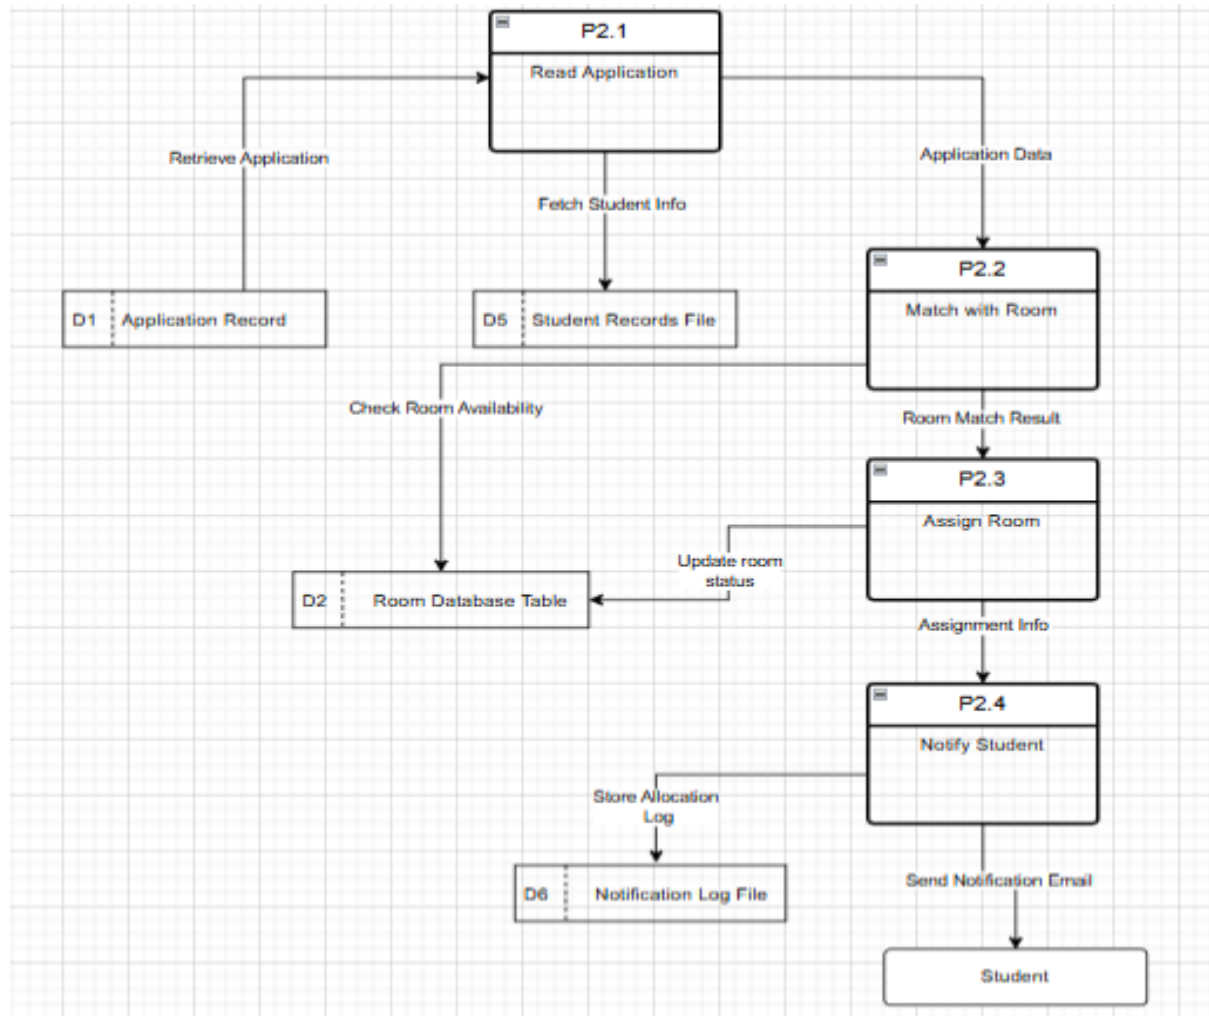 P2.1
Read Application
Retrieve Application
Application Data
Fetch Student Info
P2.2
Match with Room
D1 Application Record
D5 Student Records File
Check Room Availability
Room Match Result
P2.3
Assign Room
Update room
status
D2 Room Database Table
Assignment Info
P2.4
Notify Student
Store Allocation
Log
D6 Notification Log File
Send Notification Email
Student